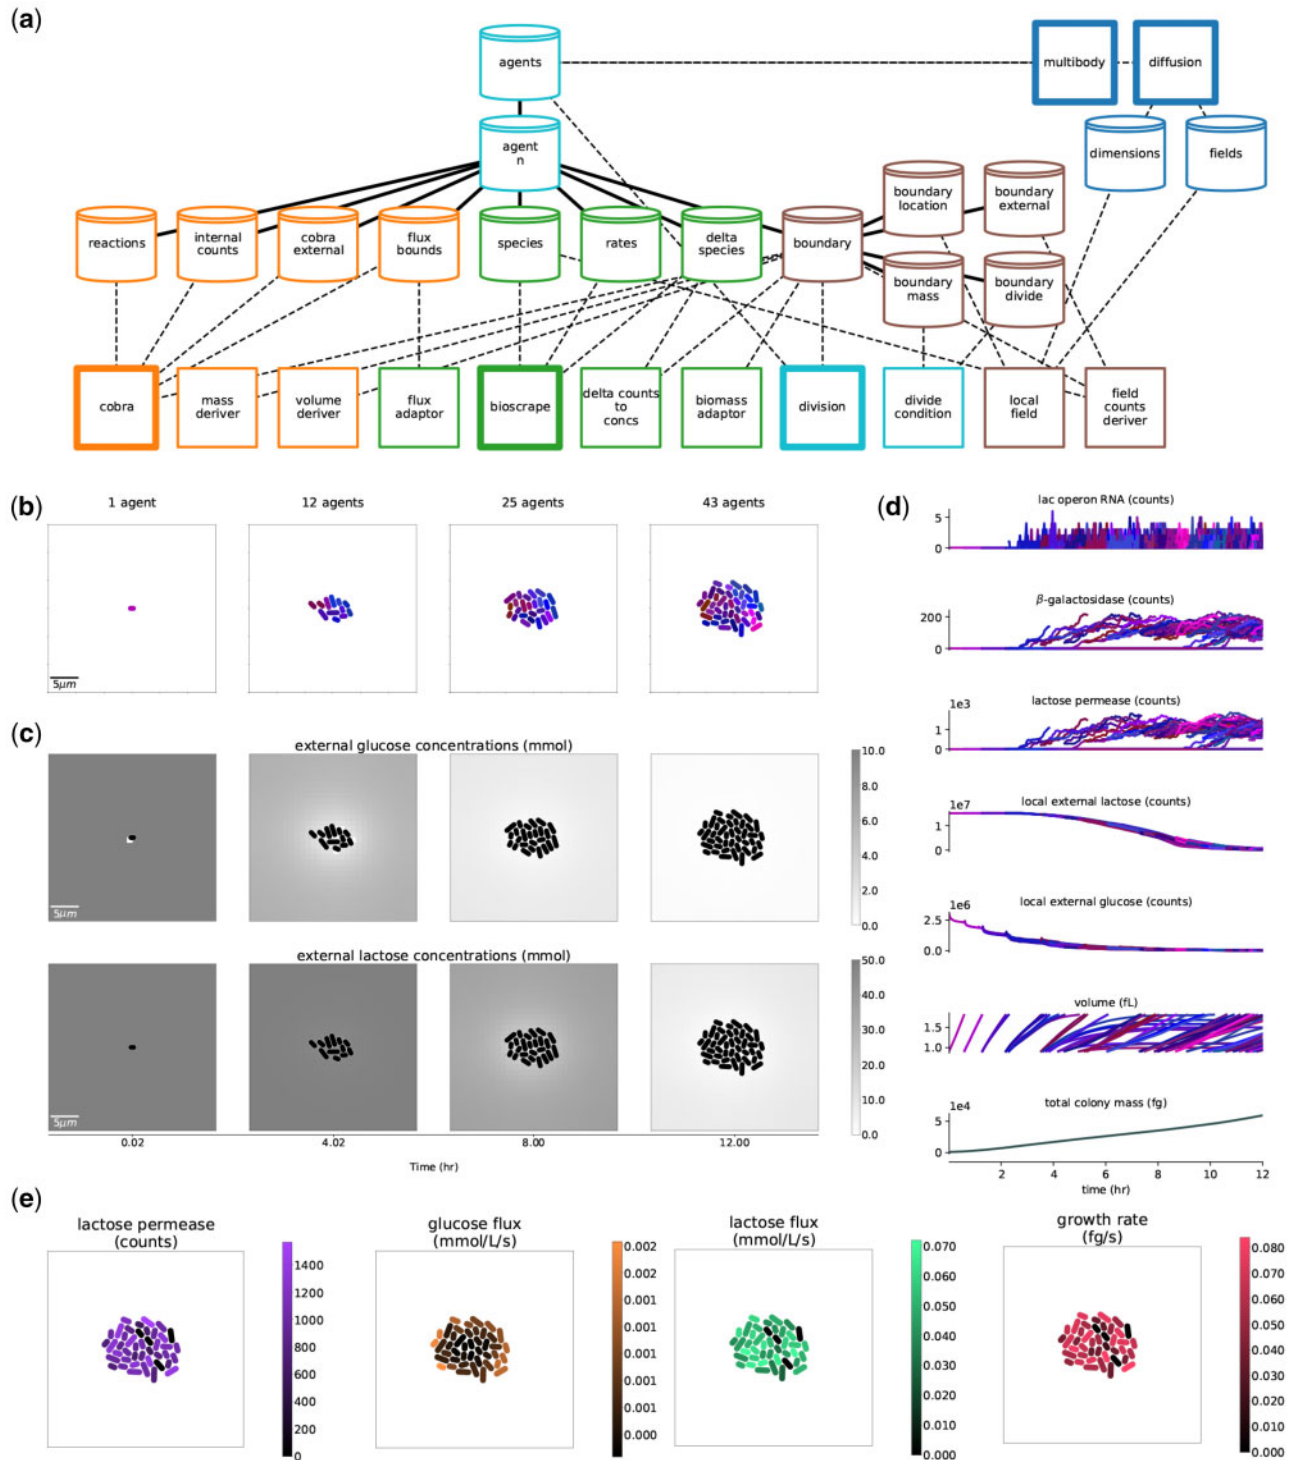 (a)
agents
multibody
diffusion
agent
n
dimensions
fields
boundary
location
boundary
external
reactions
internal
counts
cobra
external
flux
bounds
species
rates
delta
species
boundary
boundary
mass
boundary
divide
cobra
mass
deriver
volume
deriver
flux
adaptor
bioscrape
delta counts
to
concs
biomass
adaptor
division
divide
condition
local
field
field
counts
deriver
(b)
1 agent
12 agents
25 agents
43 agents
5μm
(c)
external glucose concentrations (mmol)
10.0
8.0
6.0
4.0
2.0
0.0
5μm
external lactose concentrations (mmol)
50.0
40.0
30.0
20.0
10.0
0.0
5μm
0.02
4.02
8.00
12.00
Time (hr)
(d)
lac operon RNA (counts)
5
0
β-galactosidase (counts)
200
0
lactose permease (counts)
1e3
1
0
local external lactose (counts)
1e7
1
0
local external glucose (counts)
1e6
2.5
0.0
volume (fL)
1.5
1.0
total colony mass (fg)
1e4
5
0
2
4
6
8
10
12
time (hr)
(e)
lactose permease
(counts)
1400
1200
1000
800
600
400
200
0
glucose flux
(mmol/L/s)
0.002
0.002
0.001
0.001
0.001
0.001
0.001
0.000
lactose flux
(mmol/L/s)
0.070
0.060
0.050
0.040
0.030
0.020
0.010
0.000
growth rate
(fg/s)
0.080
0.070
0.060
0.050
0.040
0.030
0.020
0.010
0.000